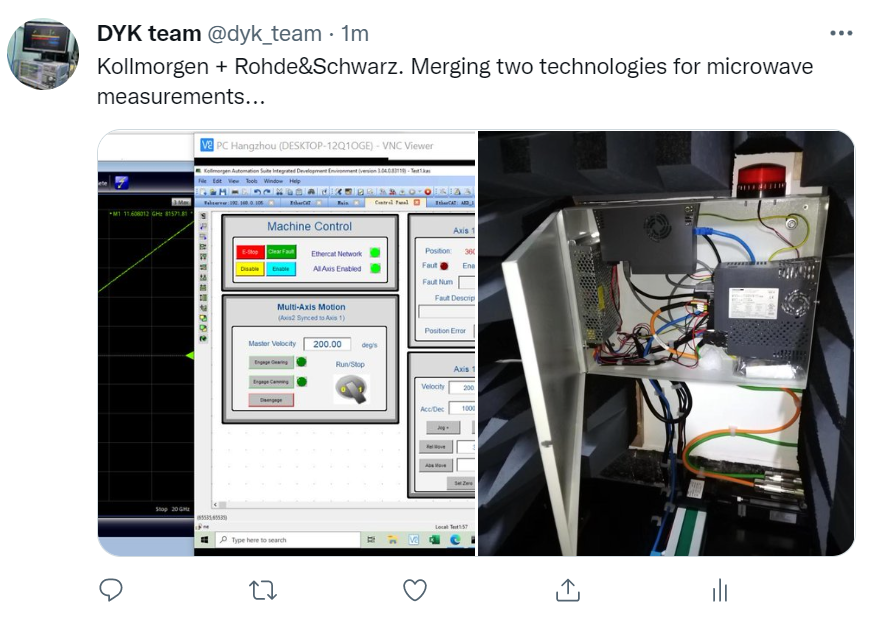 DYK team @dyk_team · 1m
Kollmorgen + Rohde&Schwarz. Merging two technologies for microwave
measurements…
PC Hangzhou (DESKTOP-12Q1OGE) - VNC Viewer
Kollmorgen Automation Suite Integrated Development Environment (version 3.04.0.63119) - Test1.kas
File Edit View Tools Window Help
EtherCAT Main Control Panel
Machine Control
E-Stop Clear Fault Ethercat Network
Disable Enable All Axis Enabled
Multi-Axis Motion
(Axis2 Synced to Axis 1)
Master Velocity 200.00 deg/s
Engage Gearing Run/Stop
Engage Camming
Disengage
0 1
Axis 1
Position: 360
Fault Ena
Fault Num
Fault Descrip
Position Error
Axis 1
Velocity 200
Acc/Dec 1000
Jog +
Rel Move
Abs Move
Set Zero
M1 11.608012 GHz 81571.81
Stop 20 GHz
(65535,65535)
Local: Test1:57
Type here to search